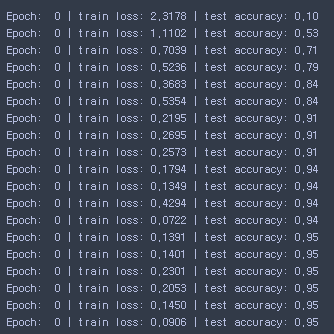 Epoch:  0 | train loss: 2.3178 | test accuracy: 0.10
Epoch:  0 | train loss: 1.1102 | test accuracy: 0.53
Epoch:  0 | train loss: 0.7039 | test accuracy: 0.71
Epoch:  0 | train loss: 0.5236 | test accuracy: 0.79
Epoch:  0 | train loss: 0.3683 | test accuracy: 0.84
Epoch:  0 | train loss: 0.5354 | test accuracy: 0.84
Epoch:  0 | train loss: 0.2195 | test accuracy: 0.91
Epoch:  0 | train loss: 0.2695 | test accuracy: 0.91
Epoch:  0 | train loss: 0.2573 | test accuracy: 0.91
Epoch:  0 | train loss: 0.1794 | test accuracy: 0.94
Epoch:  0 | train loss: 0.1349 | test accuracy: 0.94
Epoch:  0 | train loss: 0.4294 | test accuracy: 0.94
Epoch:  0 | train loss: 0.0722 | test accuracy: 0.94
Epoch:  0 | train loss: 0.1391 | test accuracy: 0.95
Epoch:  0 | train loss: 0.1401 | test accuracy: 0.95
Epoch:  0 | train loss: 0.2301 | test accuracy: 0.95
Epoch:  0 | train loss: 0.2053 | test accuracy: 0.95
Epoch:  0 | train loss: 0.1450 | test accuracy: 0.95
Epoch:  0 | train loss: 0.0906 | test accuracy: 0.95